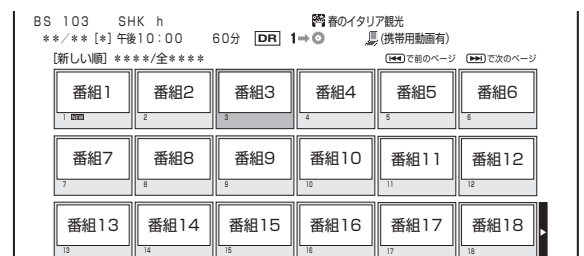 BS 103 SHK h 春のイタリア観光
**/** [*] 午後10:00 60分 DR 1➡ (携帯用動画有)
[新しい順] ****/全**** で前のページ で次のページ
番組1 番組2 番組3 番組4 番組5 番組6
1 NEW 2 3 4 5 6
番組7 番組8 番組9 番組10 番組11 番組12
7 8 9 10 11 12
番組13 番組14 番組15 番組16 番組17 番組18
13 14 15 16 17 18